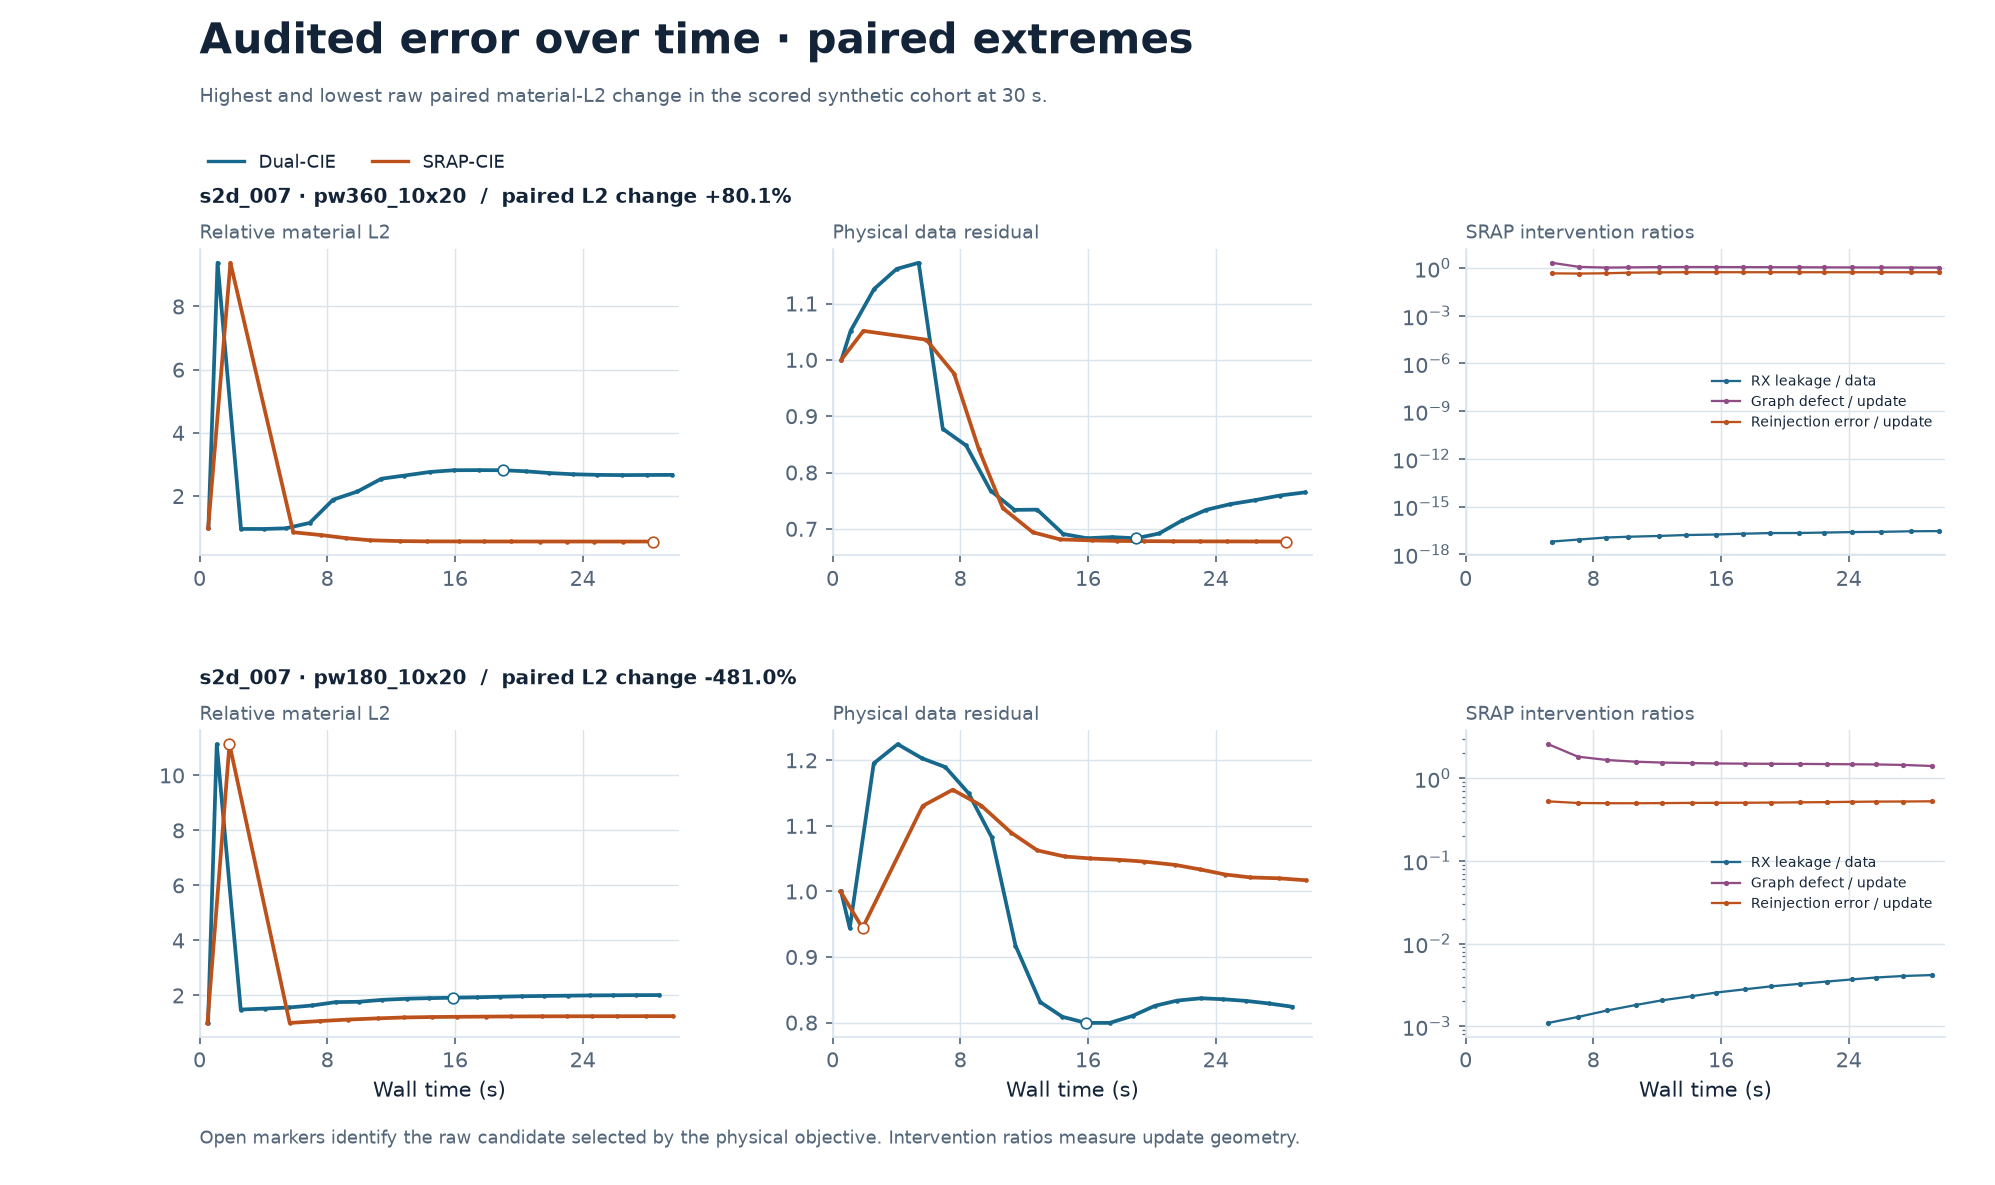 Audited error over time · paired extremes
Highest and lowest raw paired material-L2 change in the scored synthetic cohort at 30 s.
Dual-CIE
SRAP-CIE
s2d_007 · pw360_10x20 / paired L2 change +80.1%
Relative material L2
8
6
4
2
0
8
16
24
Physical data residual
1.1
1.0
0.9
0.8
0.7
0
8
16
24
SRAP intervention ratios
10⁰
10⁻³
10⁻⁶
10⁻⁹
10⁻¹²
10⁻¹⁵
10⁻¹⁸
RX leakage / data
Graph defect / update
Reinjection error / update
0
8
16
24
s2d_007 · pw180_10x20 / paired L2 change -481.0%
Relative material L2
10
8
6
4
2
0
8
16
24
Wall time (s)
Physical data residual
1.2
1.1
1.0
0.9
0.8
0
8
16
24
Wall time (s)
SRAP intervention ratios
10⁰
10⁻¹
10⁻²
10⁻³
RX leakage / data
Graph defect / update
Reinjection error / update
0
8
16
24
Wall time (s)
Open markers identify the raw candidate selected by the physical objective. Intervention ratios measure update geometry.